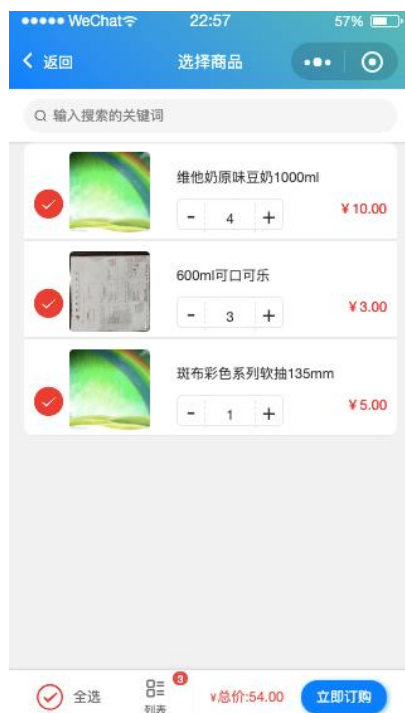 WeChat 22:57 57%
返回 选择商品
输入搜索的关键词
维他奶原味豆奶1000ml
- 4 + ¥10.00
600ml可口可乐
- 3 + ¥3.00
斑布彩色系列软抽135mm
- 1 + ¥5.00
全选 3 ¥总价:54.00 立即订购
列表